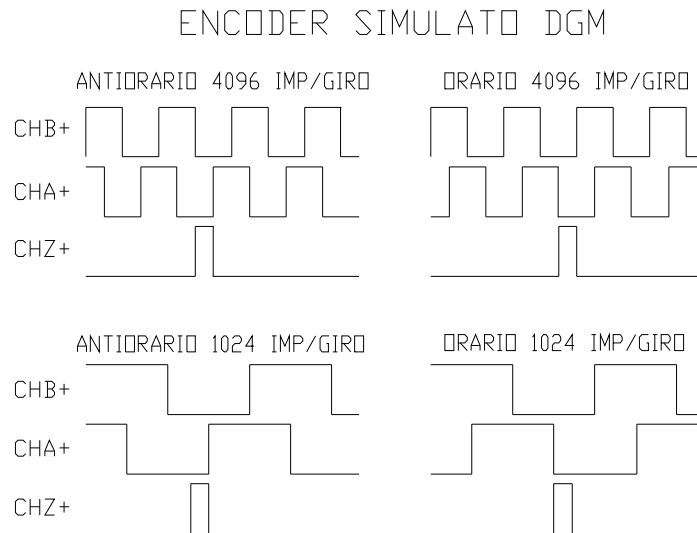 ENCODER SIMULATO DGM
ANTIORARIO 4096 IMP/GIRO
ORARIO 4096 IMP/GIRO
CHB+
CHA+
CHZ+
ANTIORARIO 1024 IMP/GIRO
ORARIO 1024 IMP/GIRO
CHB+
CHA+
CHZ+